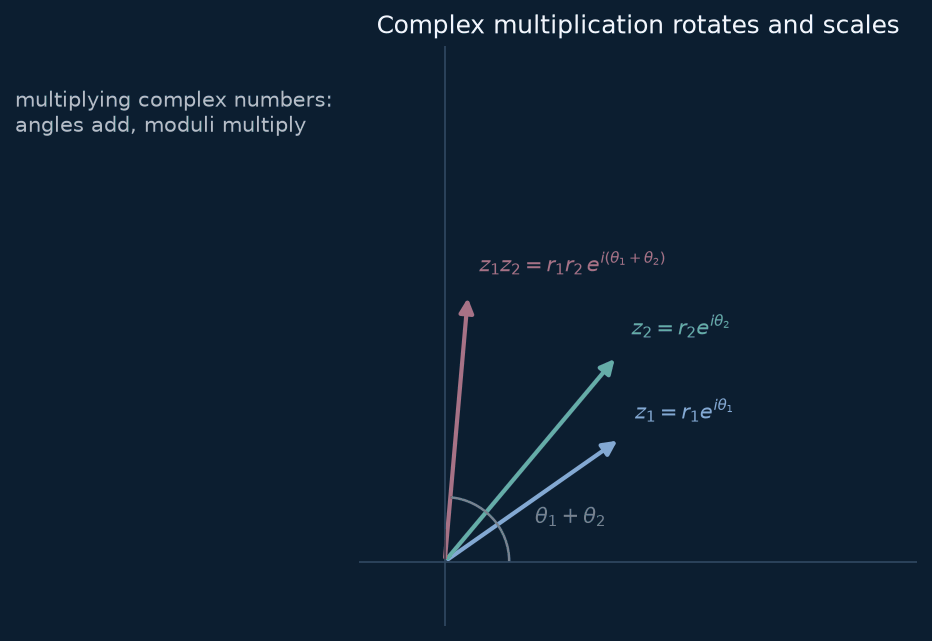 Complex multiplication rotates and scales
multiplying complex numbers:
angles add, moduli multiply
z₁z₂ = r₁r₂ e^{i(θ₁+θ₂)}
z₂ = r₂e^{iθ₂}
z₁ = r₁e^{iθ₁}
θ₁ + θ₂